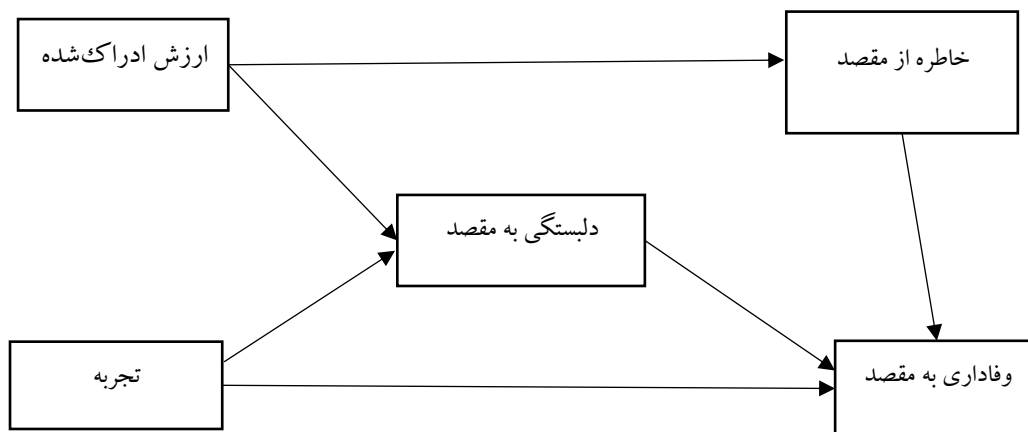 خاطره از مقصد
ارزش ادراک‌شده
دلبستگی به مقصد
تجربه
وفاداری به مقصد